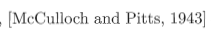 , [McCulloch and Pitts, 1943]